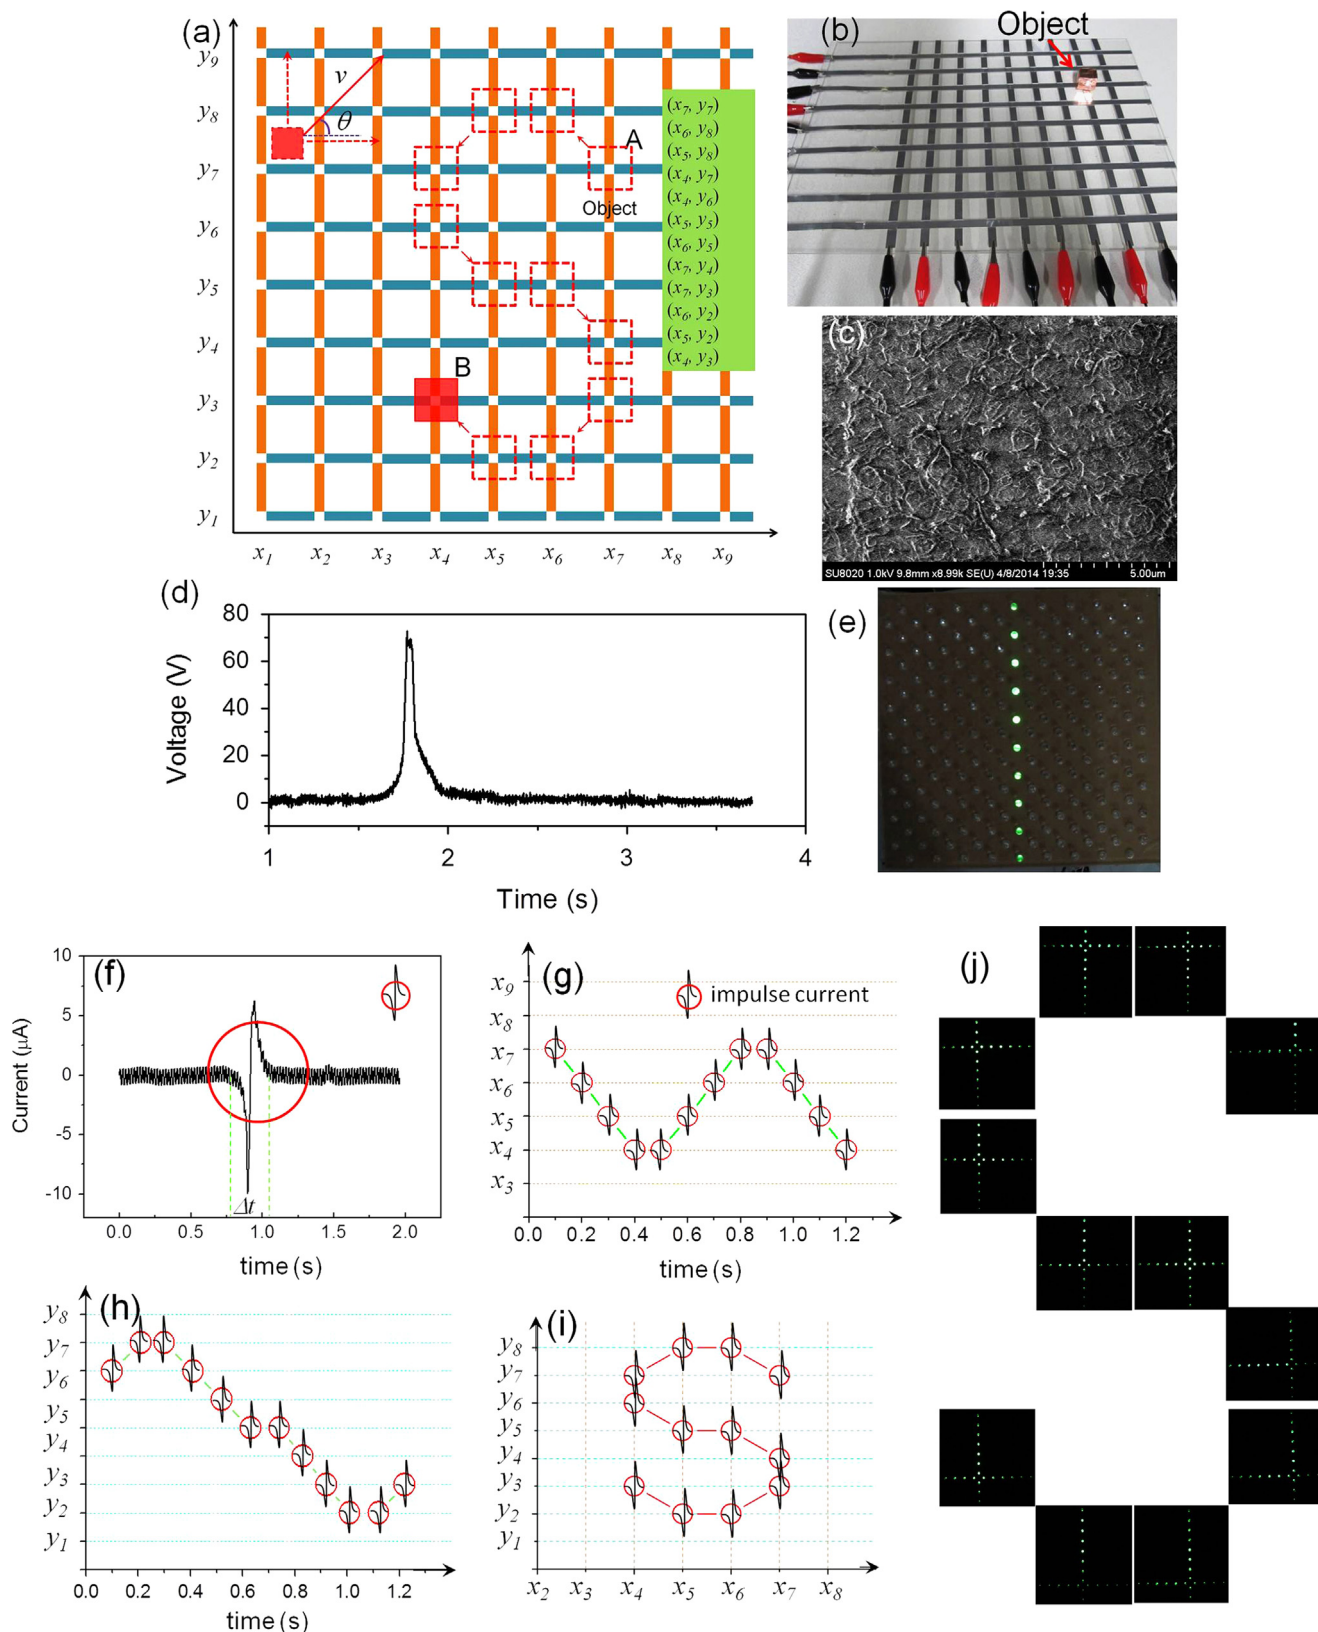 (a)
y9
y8
y7
y6
y5
y4
y3
y2
y1
v
θ
A
Object
B
(x7, y7)
(x6, y8)
(x5, y8)
(x4, y7)
(x4, y6)
(x5, y5)
(x6, y5)
(x7, y4)
(x7, y3)
(x6, y2)
(x5, y2)
(x4, y3)
x1 x2 x3 x4 x5 x6 x7 x8 x9
(b)
Object
(c)
SU8020 1.0kV 9.8mm x8.99k SE(U) 4/8/2014 19:35 5.00um
(d)
Voltage (V)
80
60
40
20
0
1 2 3 4
Time (s)
(e)
(f)
Current (μA)
10
5
0
-5
-10
Δt
0.0 0.5 1.0 1.5 2.0
time (s)
(g)
impulse current
x9
x8
x7
x6
x5
x4
x3
0.0 0.2 0.4 0.6 0.8 1.0 1.2
time (s)
(h)
y8
y7
y6
y5
y4
y3
y2
y1
0.0 0.2 0.4 0.6 0.8 1.0 1.2
time (s)
(i)
y8
y7
y6
y5
y4
y3
y2
y1
x2 x3 x4 x5 x6 x7 x8
(j)